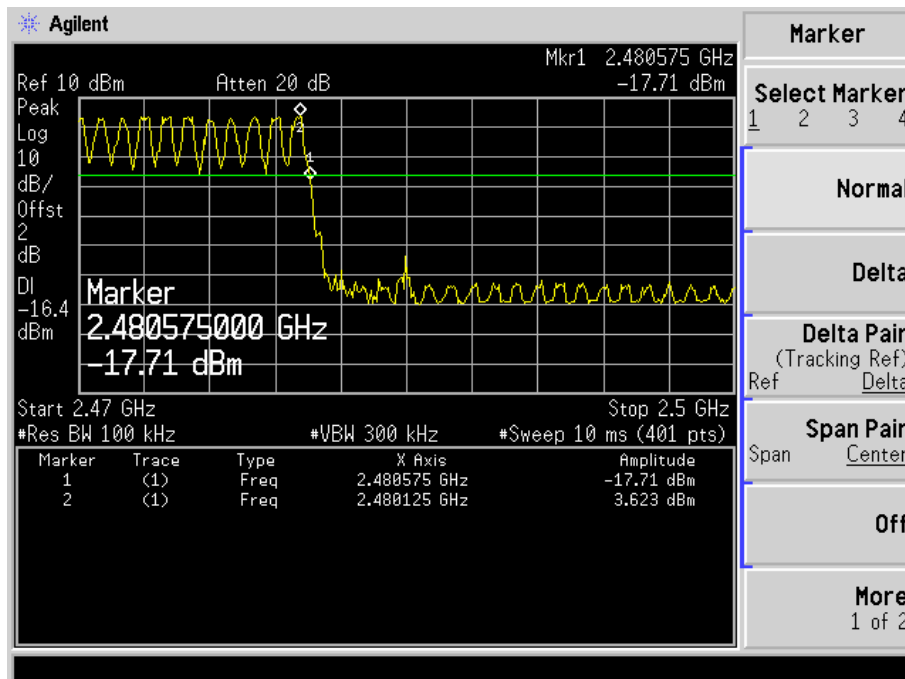 Agilent
Mkr1 2.480575 GHz
Ref 10 dBm Atten 20 dB -17.71 dBm
Peak
Log
10
dB/
Offst
2
dB
DI
-16.4
dBm
2
1
Marker
2.480575000 GHz
-17.71 dBm
Start 2.47 GHz Stop 2.5 GHz
#Res BW 100 kHz #VBW 300 kHz #Sweep 10 ms (401 pts)
Marker Trace Type X Axis Amplitude
1 (1) Freq 2.480575 GHz -17.71 dBm
2 (1) Freq 2.480125 GHz 3.623 dBm
Marker
Select Marker
1 2 3 4
Normal
Delta
Delta Pair
(Tracking Ref)
Ref Delta
Span Pair
Span Center
Off
More
1 of 2